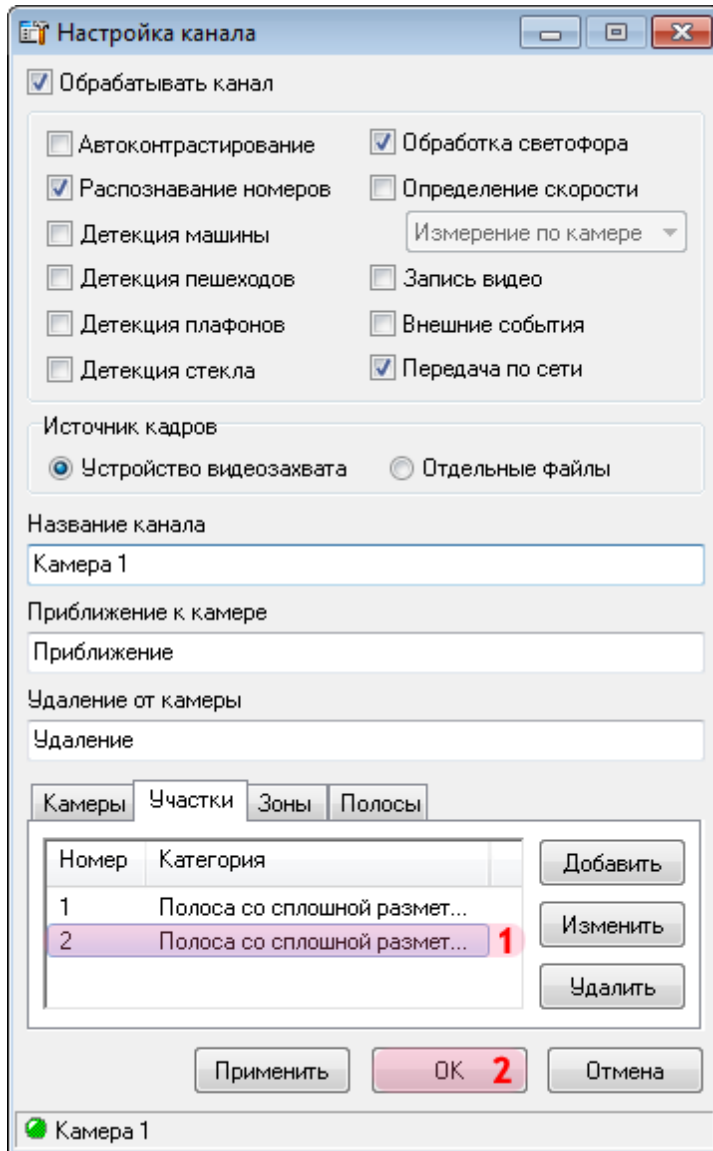 Настройка канала
Обрабатывать канал
Автоконтрастирование
Обработка светофора
Распознавание номеров
Определение скорости
Детекция машины
Измерение по камере
Детекция пешеходов
Запись видео
Детекция плафонов
Внешние события
Детекция стекла
Передача по сети
Источник кадров
Устройство видеозахвата
Отдельные файлы
Название канала
Камера 1
Приближение к камере
Приближение
Удаление от камеры
Удаление
Камеры Участки Зоны Полосы
Номер Категория
Добавить
1 Полоса со сплошной размет...
2 Полоса со сплошной размет... 1
Изменить
Удалить
Применить OK 2 Отмена
Камера 1